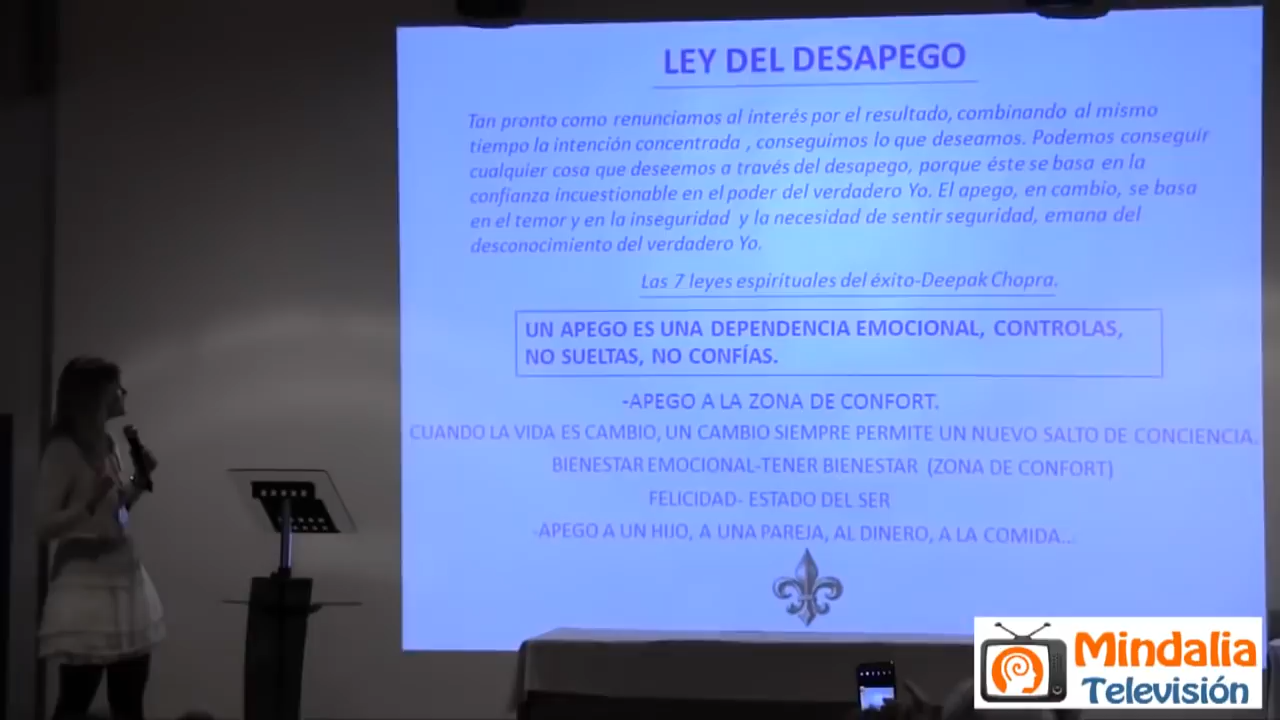 LEY DEL DESAPEGO
Tan pronto como renunciamos al interés por el resultado, combinando al mismo
tiempo la intención concentrada , conseguimos lo que deseamos. Podemos conseguir
cualquier cosa que deseemos a través del desapego, porque éste se basa en la
confianza incuestionable en el poder del verdadero Yo. El apego, en cambio, se basa
en el temor y en la inseguridad y la necesidad de sentir seguridad, emana del
desconocimiento del verdadero Yo.
Las 7 leyes espirituales del éxito-Deepak Chopra.
UN APEGO ES UNA DEPENDENCIA EMOCIONAL, CONTROLAS,
NO SUELTAS, NO CONFÍAS.
-APEGO A LA ZONA DE CONFORT.
CUANDO LA VIDA ES CAMBIO, UN CAMBIO SIEMPRE PERMITE UN NUEVO SALTO DE CONCIENCIA.
BIENESTAR EMOCIONAL-TENER BIENESTAR (ZONA DE CONFORT)
FELICIDAD- ESTADO DEL SER
-APEGO A UN HIJO, A UNA PAREJA, AL DINERO, A LA COMIDA...
Mindalia
Televisión